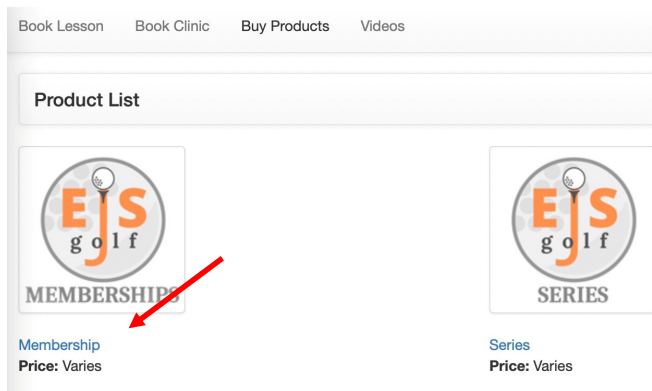 Book Lesson Book Clinic Buy Products Videos
Product List
EJS
golf
MEMBERSHIPS
EJS
golf
SERIES
Membership
Price: Varies
Series
Price: Varies